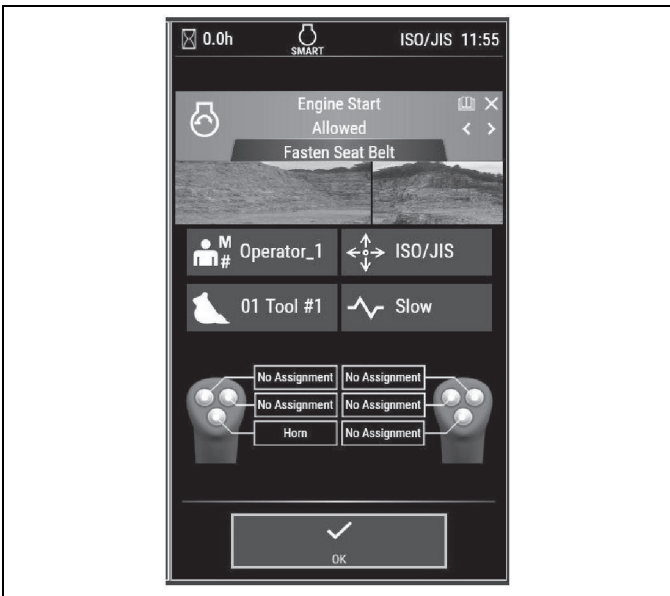 0.0h SMART ISO/JIS 11:55
Engine Start
Allowed
Fasten Seat Belt
M
# Operator_1 ISO/JIS
01 Tool #1 Slow
No Assignment No Assignment
No Assignment No Assignment
Horn No Assignment
OK